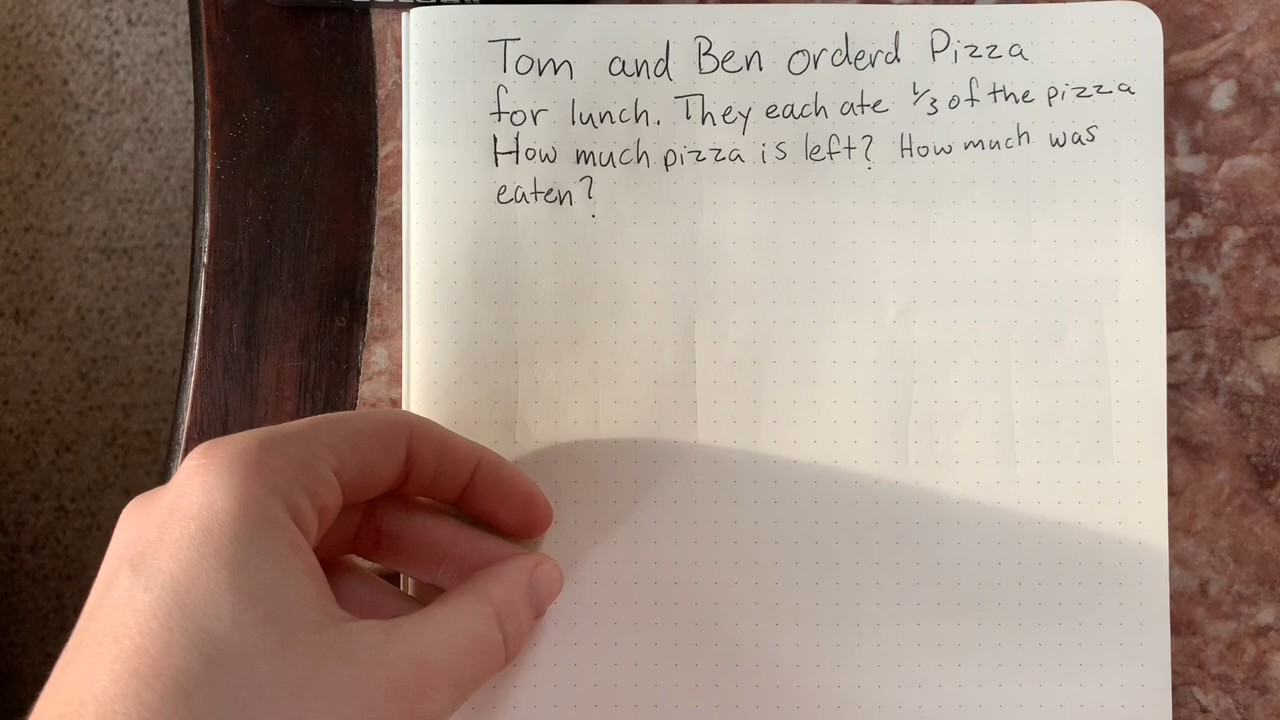 Tom and Ben orderd Pizza
for lunch. They each ate 1/3 of the pizza
How much pizza is left? How much was
eaten?